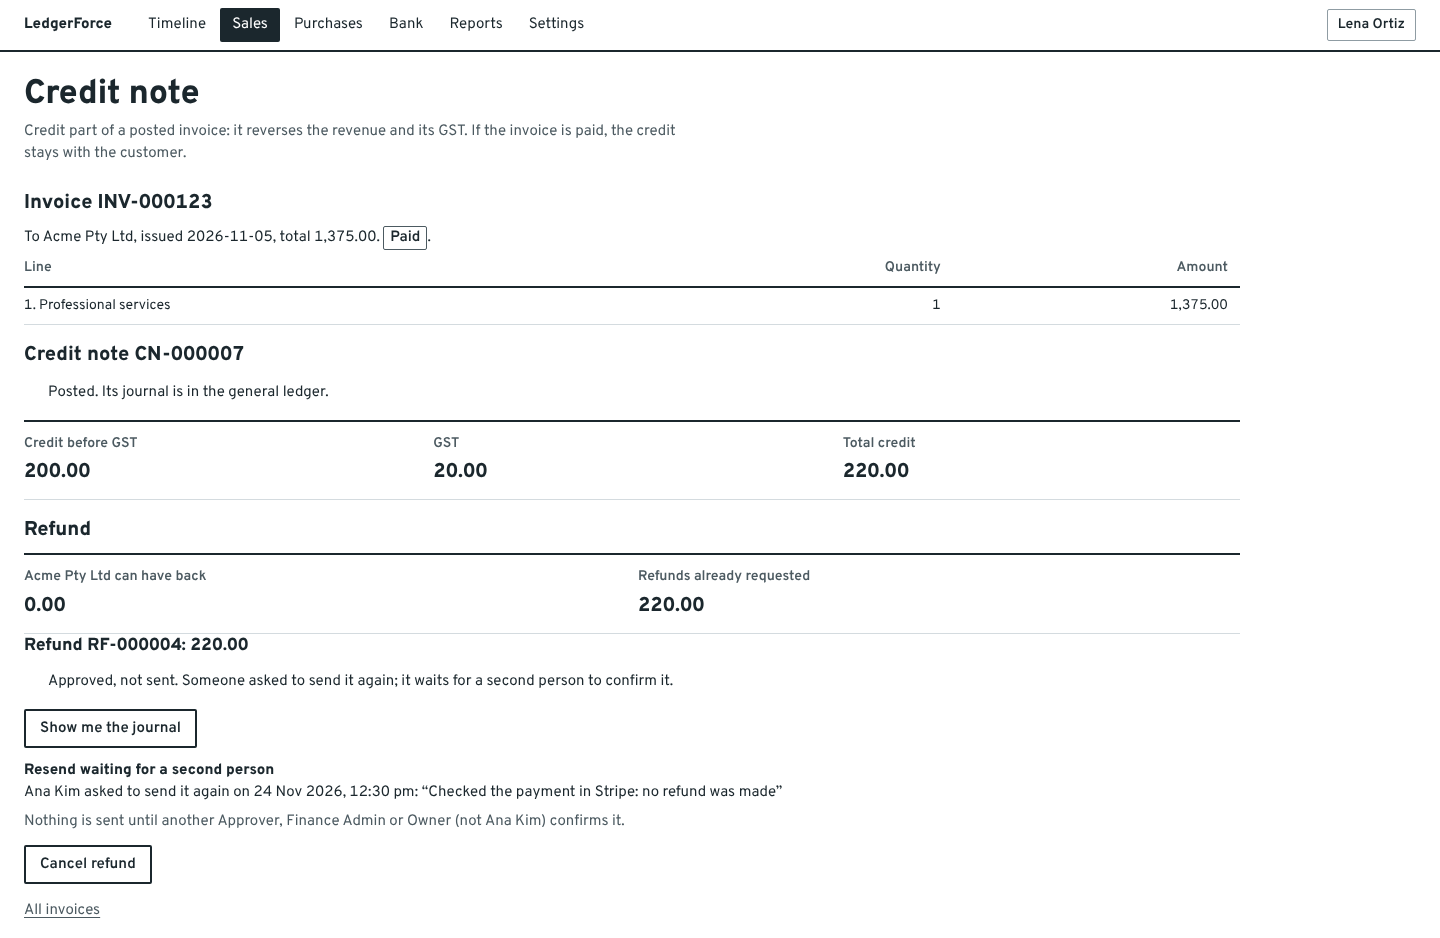 LedgerForce Timeline Sales Purchases Bank Reports Settings Lena Ortiz
Credit note
Credit part of a posted invoice: it reverses the revenue and its GST. If the invoice is paid, the credit
stays with the customer.
Invoice INV-000123
To Acme Pty Ltd, issued 2026-11-05, total 1,375.00. Paid.
Line Quantity Amount
1. Professional services 1 1,375.00
Credit note CN-000007
Posted. Its journal is in the general ledger.
Credit before GST GST Total credit
200.00 20.00 220.00
Refund
Acme Pty Ltd can have back Refunds already requested
0.00 220.00
Refund RF-000004: 220.00
Approved, not sent. Someone asked to send it again; it waits for a second person to confirm it.
Show me the journal
Resend waiting for a second person
Ana Kim asked to send it again on 24 Nov 2026, 12:30 pm: “Checked the payment in Stripe: no refund was made”
Nothing is sent until another Approver, Finance Admin or Owner (not Ana Kim) confirms it.
Cancel refund
All invoices